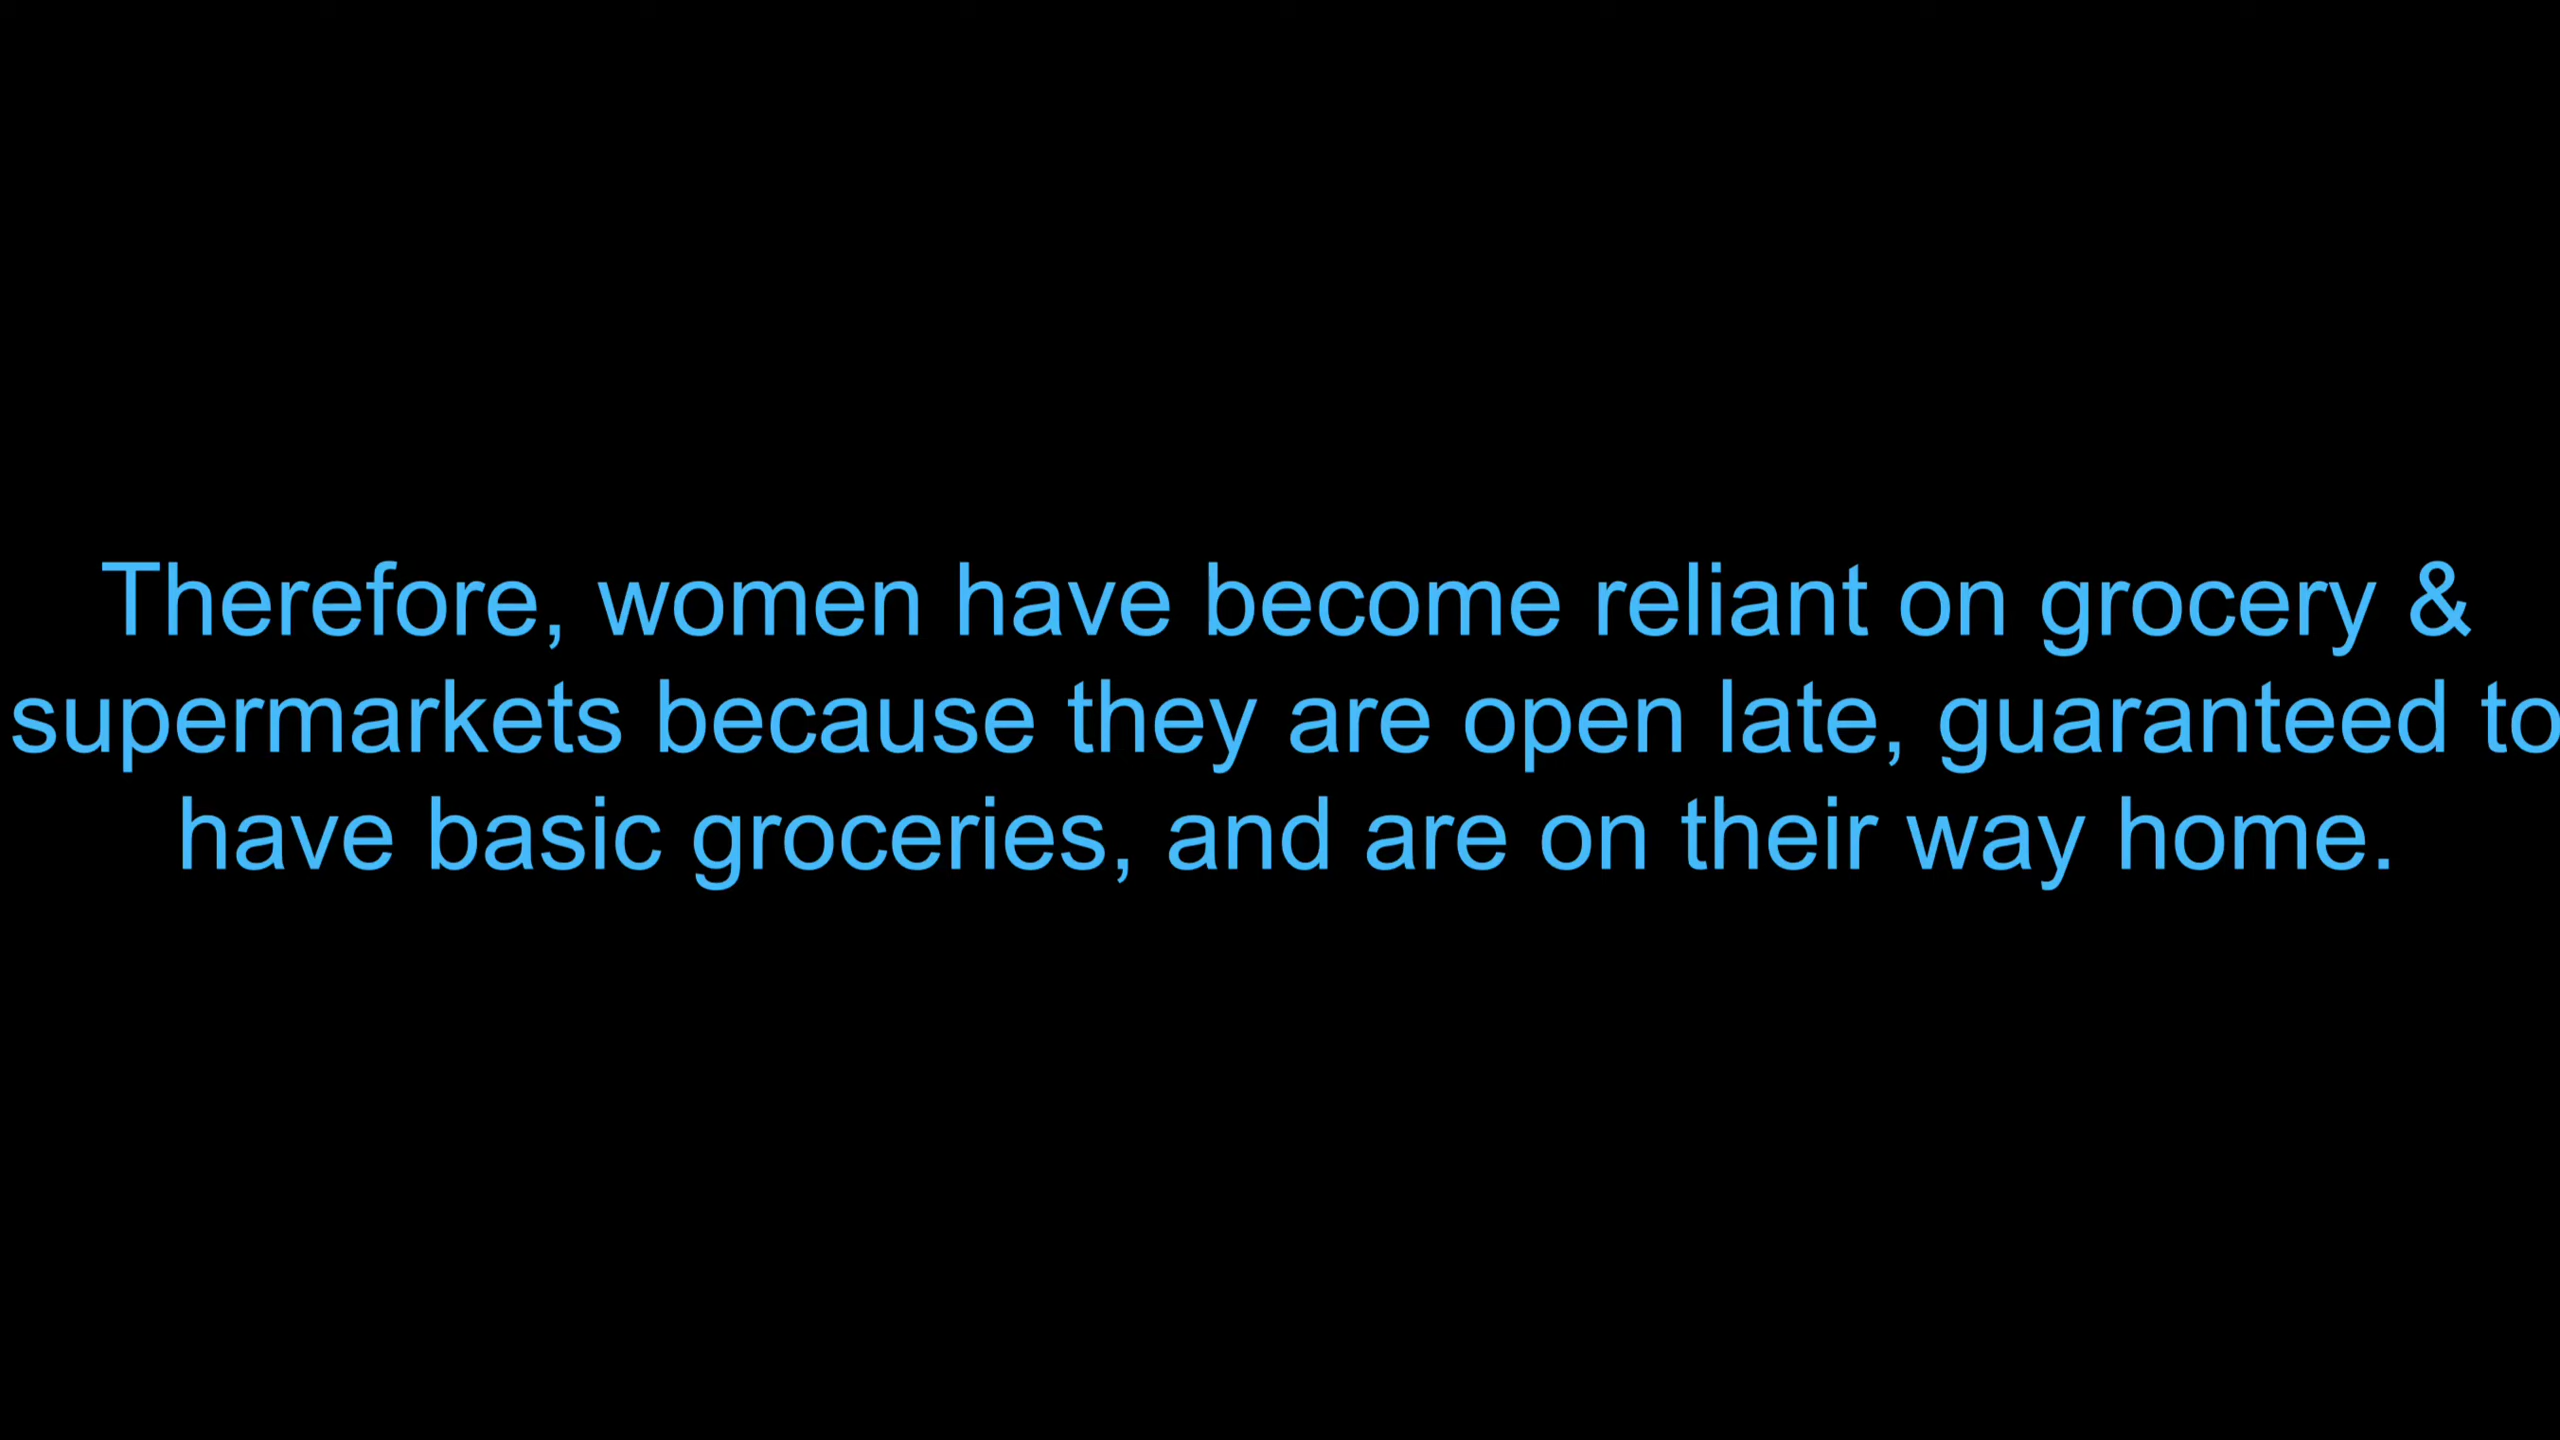 Therefore, women have become reliant on grocery &
supermarkets because they are open late, guaranteed to
have basic groceries, and are on their way home.